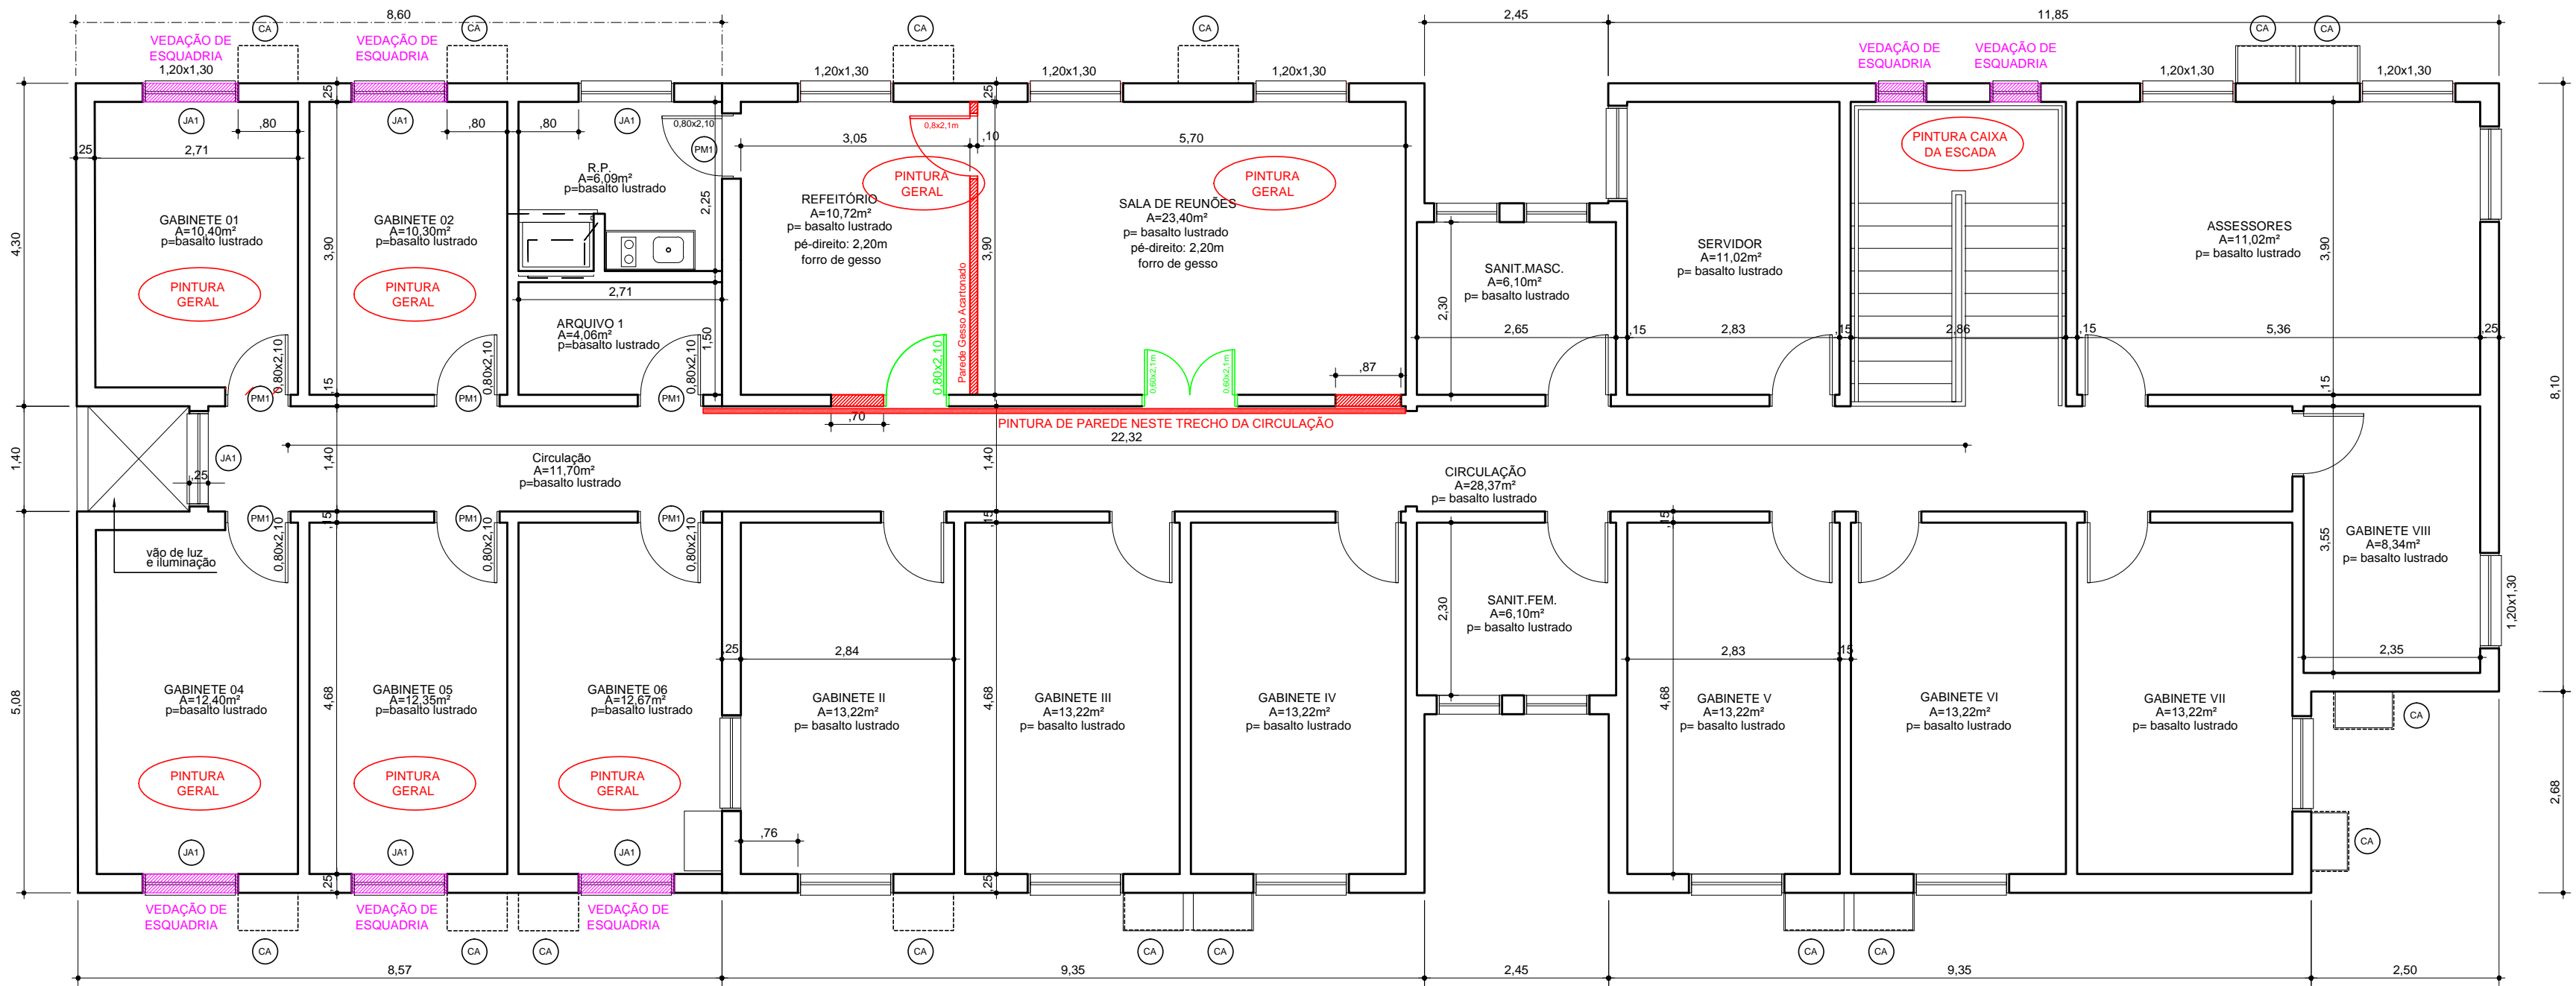 8,60
2,45
11,85
CA
CA
CA
CA
CA
CA
VEDAÇÃO DE
ESQUADRIA
1,20x1,30
VEDAÇÃO DE
ESQUADRIA
1,20x1,30
1,20x1,30
1,20x1,30
VEDAÇÃO DE
ESQUADRIA
VEDAÇÃO DE
ESQUADRIA
1,20x1,30
1,20x1,30
,25
,25
JA1
,80
JA1
,80
,80
JA1
0,80x2,10
PM1
0,8x2,1m
,10
,25
2,71
3,05
5,70
PINTURA CAIXA
DA ESCADA
R.P.
A=6,09m²
p=basalto lustrado
PINTURA
GERAL
PINTURA
GERAL
GABINETE 01
A=10,40m²
p=basalto lustrado
GABINETE 02
A=10,30m²
p=basalto lustrado
2,25
REFEITÓRIO
A=10,72m²
p= basalto lustrado
pé-direito: 2,20m
forro de gesso
SALA DE REUNÕES
A=23,40m²
p= basalto lustrado
pé-direito: 2,20m
forro de gesso
SERVIDOR
A=11,02m²
p= basalto lustrado
ASSESSORES
A=11,02m²
p= basalto lustrado
4,30
3,90
3,90
3,90
SANIT.MASC.
A=6,10m²
p= basalto lustrado
PINTURA
GERAL
PINTURA
GERAL
2,71
2,30
Parede Gesso Acartonado
ARQUIVO 1
A=4,06m²
p=basalto lustrado
1,50
2,65
,15
2,83
,15
2,86
,15
5,36
,25
0,80x2,10
0,80x2,10
0,80x2,10
0,80x2,10
0,60x2,1m
0,60x2,1m
,87
,15
,15
8,10
PM1
PM1
PM1
,70
PINTURA DE PAREDE NESTE TRECHO DA CIRCULAÇÃO
22,32
1,40
JA1
1,40
1,40
,25
Circulação
A=11,70m²
p=basalto lustrado
CIRCULAÇÃO
A=28,37m²
p= basalto lustrado
PM1
PM1
PM1
,15
,15
,15
0,80x2,10
0,80x2,10
0,80x2,10
vão de luz
e iluminação
3,55
GABINETE VIII
A=8,34m²
p= basalto lustrado
1,20x1,30
2,30
SANIT.FEM.
A=6,10m²
p= basalto lustrado
,25
2,84
2,83
,15
2,35
5,08
GABINETE 04
A=12,40m²
p=basalto lustrado
4,68
GABINETE 05
A=12,35m²
p=basalto lustrado
GABINETE 06
A=12,67m²
p=basalto lustrado
GABINETE II
A=13,22m²
p= basalto lustrado
4,68
GABINETE III
A=13,22m²
p= basalto lustrado
GABINETE IV
A=13,22m²
p= basalto lustrado
4,68
GABINETE V
A=13,22m²
p= basalto lustrado
GABINETE VI
A=13,22m²
p= basalto lustrado
GABINETE VII
A=13,22m²
p= basalto lustrado
CA
PINTURA
GERAL
PINTURA
GERAL
PINTURA
GERAL
2,68
,76
CA
JA1
JA1
JA1
,25
,25
VEDAÇÃO DE
ESQUADRIA
VEDAÇÃO DE
ESQUADRIA
VEDAÇÃO DE
ESQUADRIA
CA
CA
CA
CA
CA
CA
CA
CA
8,57
9,35
2,45
9,35
2,50